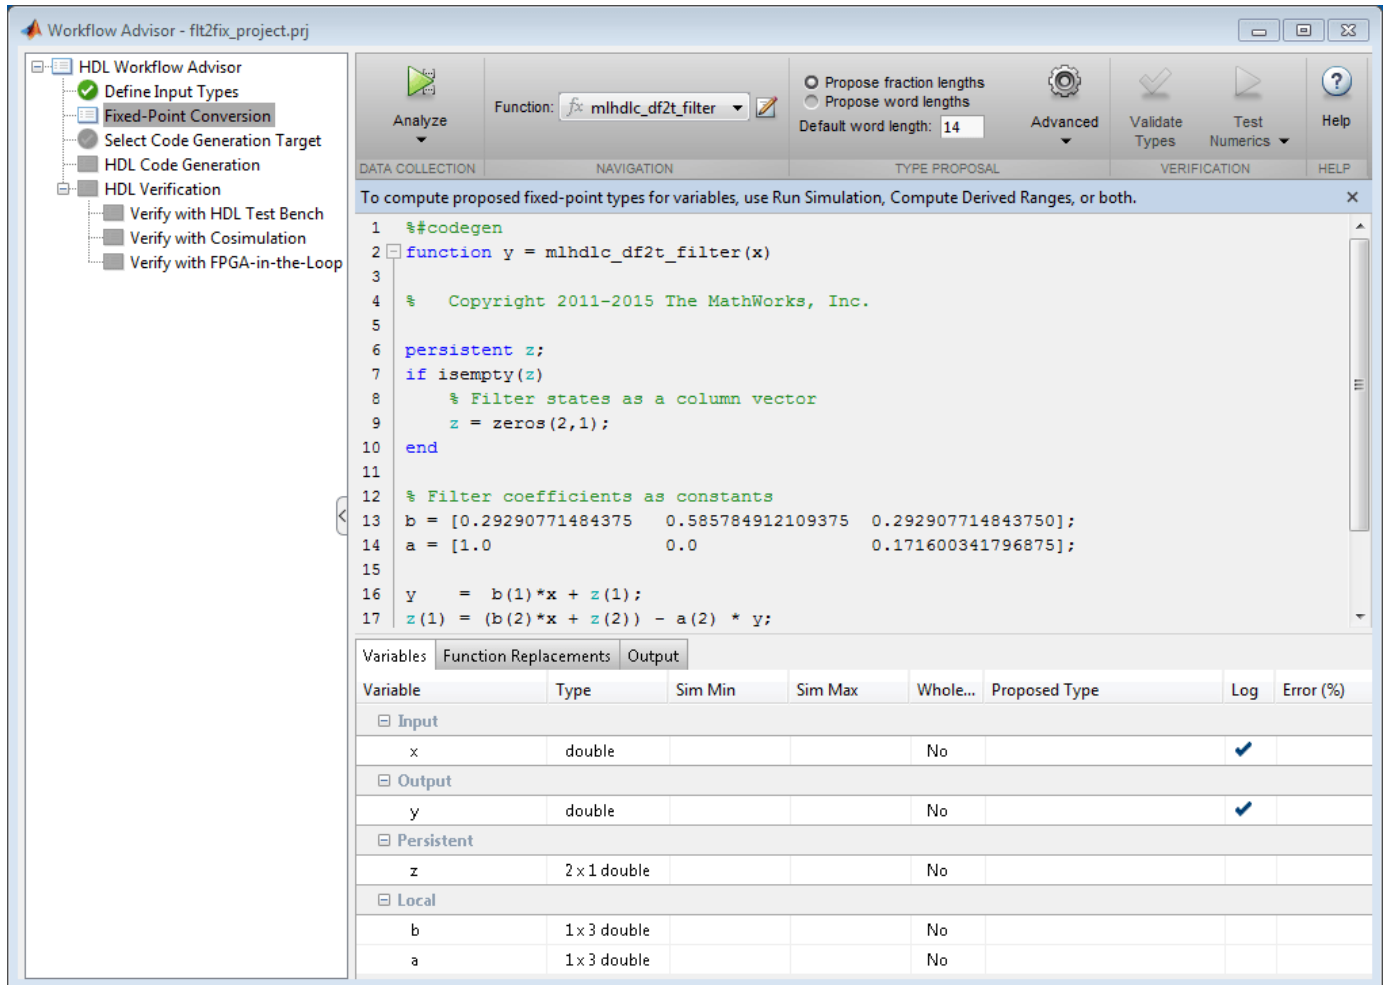 Workflow Advisor - flt2fix_project.prj
HDL Workflow Advisor
Define Input Types
Fixed-Point Conversion
Select Code Generation Target
HDL Code Generation
HDL Verification
Verify with HDL Test Bench
Verify with Cosimulation
Verify with FPGA-in-the-Loop
Analyze
Function: fx mlhdlc_df2t_filter
Propose fraction lengths
Propose word lengths
Default word length: 14
Advanced
Validate Types
Test Numerics
Help
DATA COLLECTION NAVIGATION TYPE PROPOSAL VERIFICATION HELP
To compute proposed fixed-point types for variables, use Run Simulation, Compute Derived Ranges, or both.
1 %#codegen
2 function y = mlhdlc_df2t_filter(x)
3
4 %   Copyright 2011-2015 The MathWorks, Inc.
5
6 persistent z;
7 if isempty(z)
8     % Filter states as a column vector
9     z = zeros(2,1);
10 end
11
12 % Filter coefficients as constants
13 b = [0.29290771484375   0.585784912109375  0.292907714843750];
14 a = [1.0                0.0                0.171600341796875];
15
16 y    =  b(1)*x + z(1);
17 z(1) = (b(2)*x + z(2)) - a(2) * y;
Variables Function Replacements Output
Variable Type Sim Min Sim Max Whole... Proposed Type Log Error (%)
Input
x double No
Output
y double No
Persistent
z 2 x 1 double No
Local
b 1 x 3 double No
a 1 x 3 double No